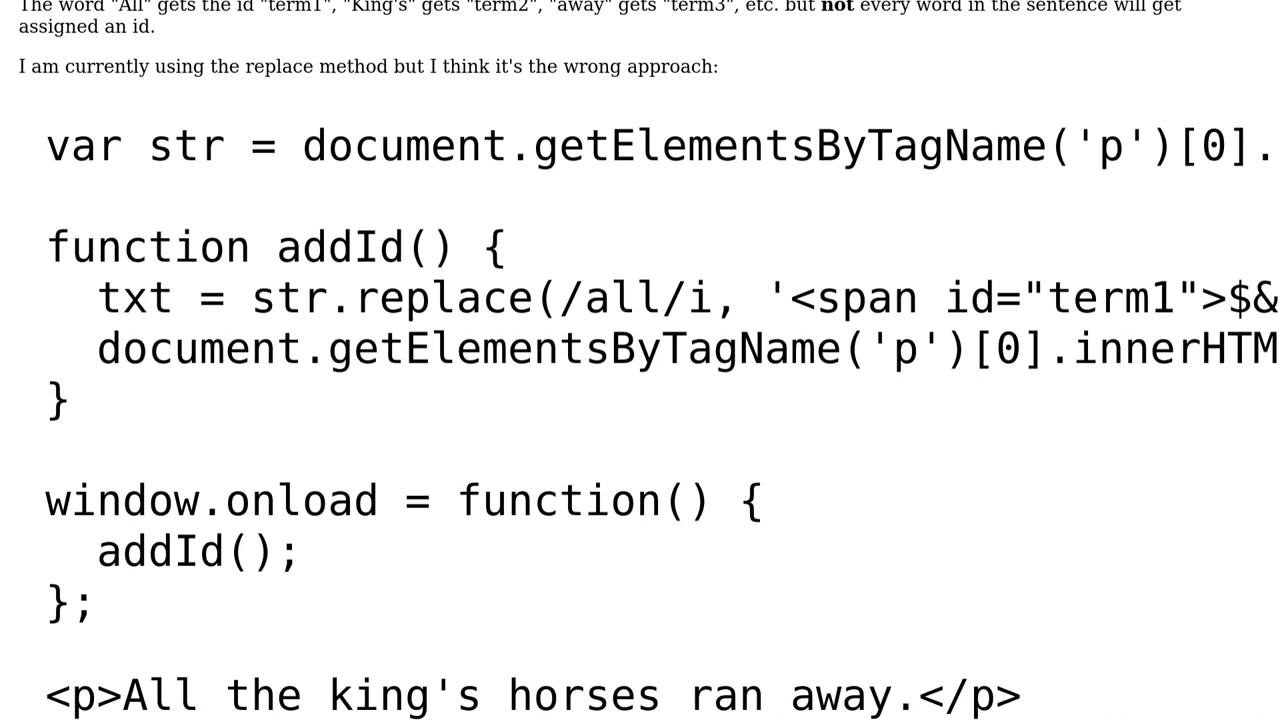 The word "All" gets the id "term1", "King's" gets "term2", "away" gets "term3", etc. but not every word in the sentence will get
assigned an id.
I am currently using the replace method but I think it's the wrong approach:
var str = document.getElementsByTagName('p')[0].
function addId() {
  txt = str.replace(/all/i, '<span id="term1">$&
  document.getElementsByTagName('p')[0].innerHTM
}
window.onload = function() {
  addId();
};
<p>All the king's horses ran away.</p>